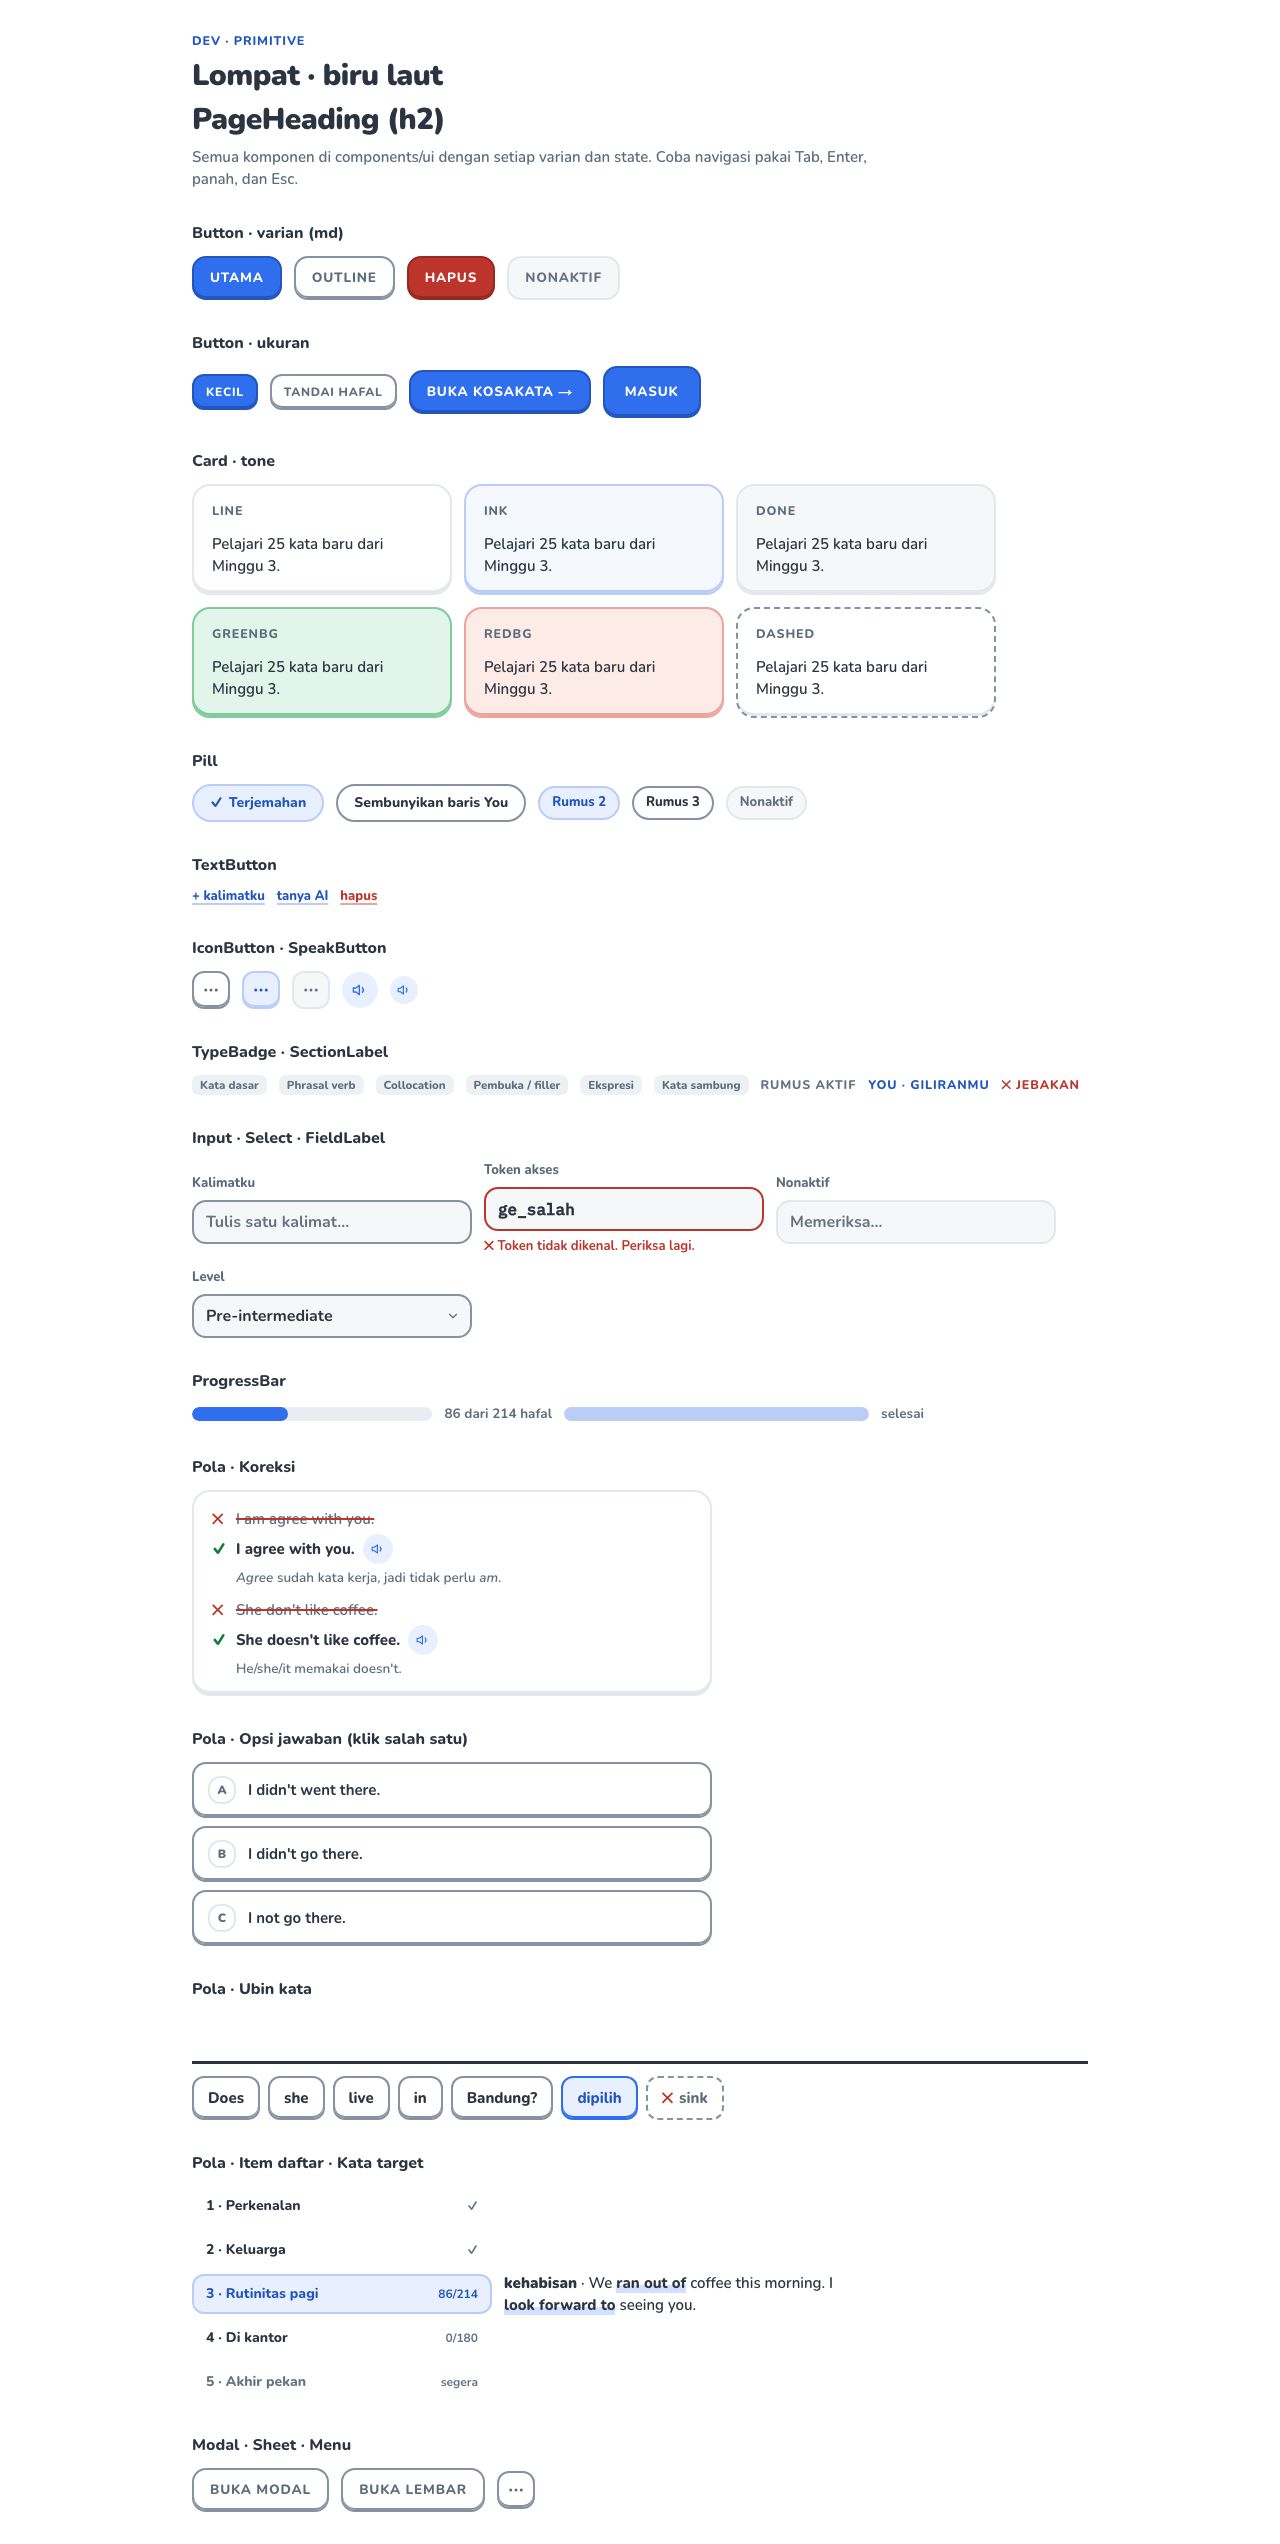 DEV · PRIMITIVE
Lompat · biru laut
PageHeading (h2)
Semua komponen di components/ui dengan setiap varian dan state. Coba navigasi pakai Tab, Enter,
panah, dan Esc.
Button · varian (md)
UTAMA OUTLINE HAPUS NONAKTIF
Button · ukuran
KECIL TANDAI HAFAL BUKA KOSAKATA → MASUK
Card · tone
LINE INK DONE
Pelajari 25 kata baru dari Pelajari 25 kata baru dari Pelajari 25 kata baru dari
Minggu 3. Minggu 3. Minggu 3.
GREENBG REDBG DASHED
Pelajari 25 kata baru dari Pelajari 25 kata baru dari Pelajari 25 kata baru dari
Minggu 3. Minggu 3. Minggu 3.
Pill
✓ Terjemahan Sembunyikan baris You Rumus 2 Rumus 3 Nonaktif
TextButton
+ kalimatku tanya AI hapus
IconButton · SpeakButton
··· ··· ···
TypeBadge · SectionLabel
Kata dasar Phrasal verb Collocation Pembuka / filler Ekspresi Kata sambung RUMUS AKTIF YOU · GILIRANMU ✕ JEBAKAN
Input · Select · FieldLabel
Kalimatku Token akses Nonaktif
Tulis satu kalimat... ge_salah Memeriksa...
✕ Token tidak dikenal. Periksa lagi.
Level
Pre-intermediate
ProgressBar
86 dari 214 hafal selesai
Pola · Koreksi
✕ I am agree with you.
✓ I agree with you.
Agree sudah kata kerja, jadi tidak perlu am.
✕ She don't like coffee.
✓ She doesn't like coffee.
He/she/it memakai doesn't.
Pola · Opsi jawaban (klik salah satu)
A I didn't went there.
B I didn't go there.
C I not go there.
Pola · Ubin kata
Does she live in Bandung? dipilih ✕ sink
Pola · Item daftar · Kata target
1 · Perkenalan ✓
2 · Keluarga ✓
3 · Rutinitas pagi 86/214
4 · Di kantor 0/180
5 · Akhir pekan segera
kehabisan · We ran out of coffee this morning. I
look forward to seeing you.
Modal · Sheet · Menu
BUKA MODAL BUKA LEMBAR ···